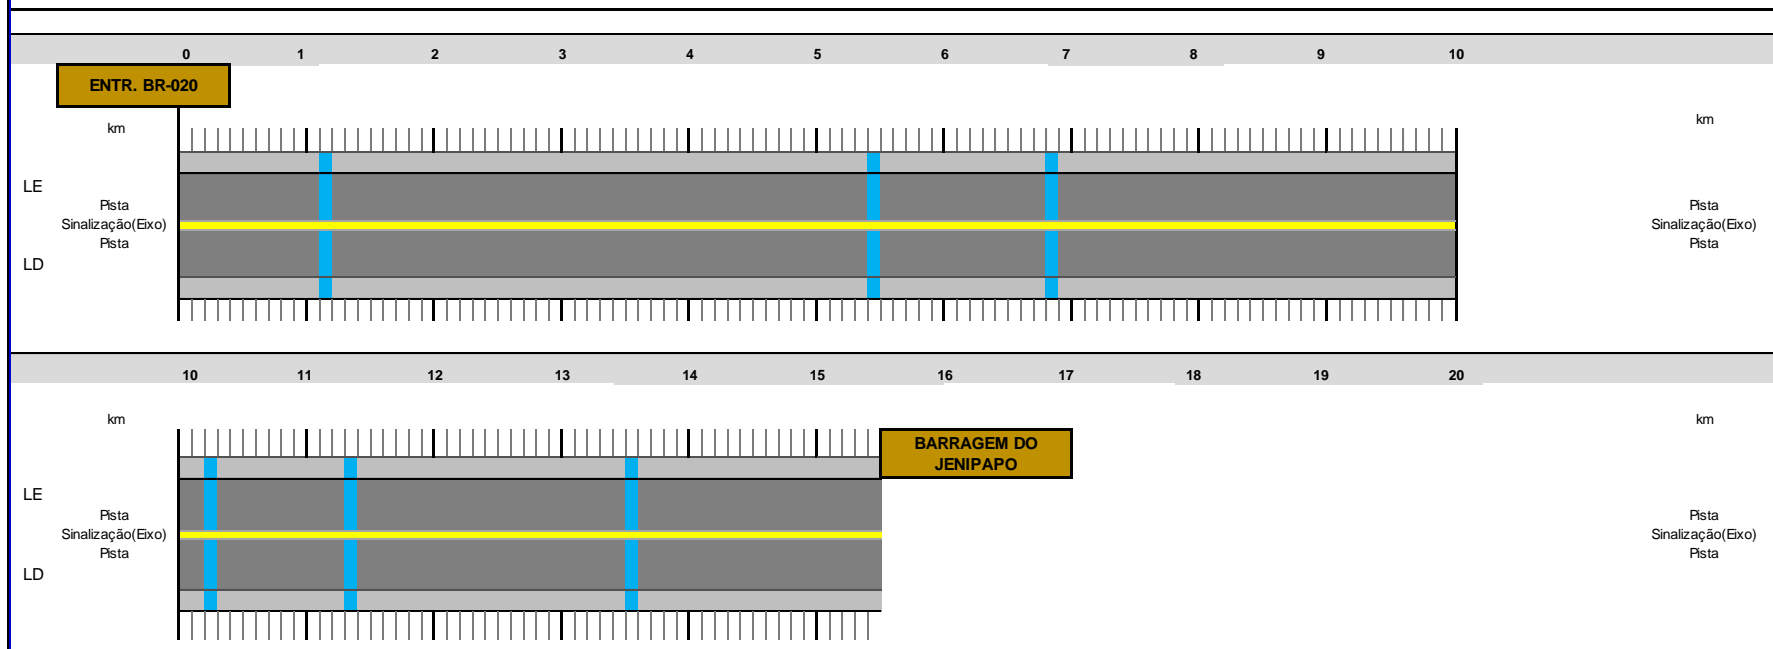 0 1 2 3 4 5 6 7 8 9 10
ENTR. BR-020
km km
LE
Pista Pista
Sinalização(Eixo) Sinalização(Eixo)
Pista Pista
LD
10 11 12 13 14 15 16 17 18 19 20
km km
BARRAGEM DO
JENIPAPO
LE
Pista Pista
Sinalização(Eixo) Sinalização(Eixo)
Pista Pista
LD